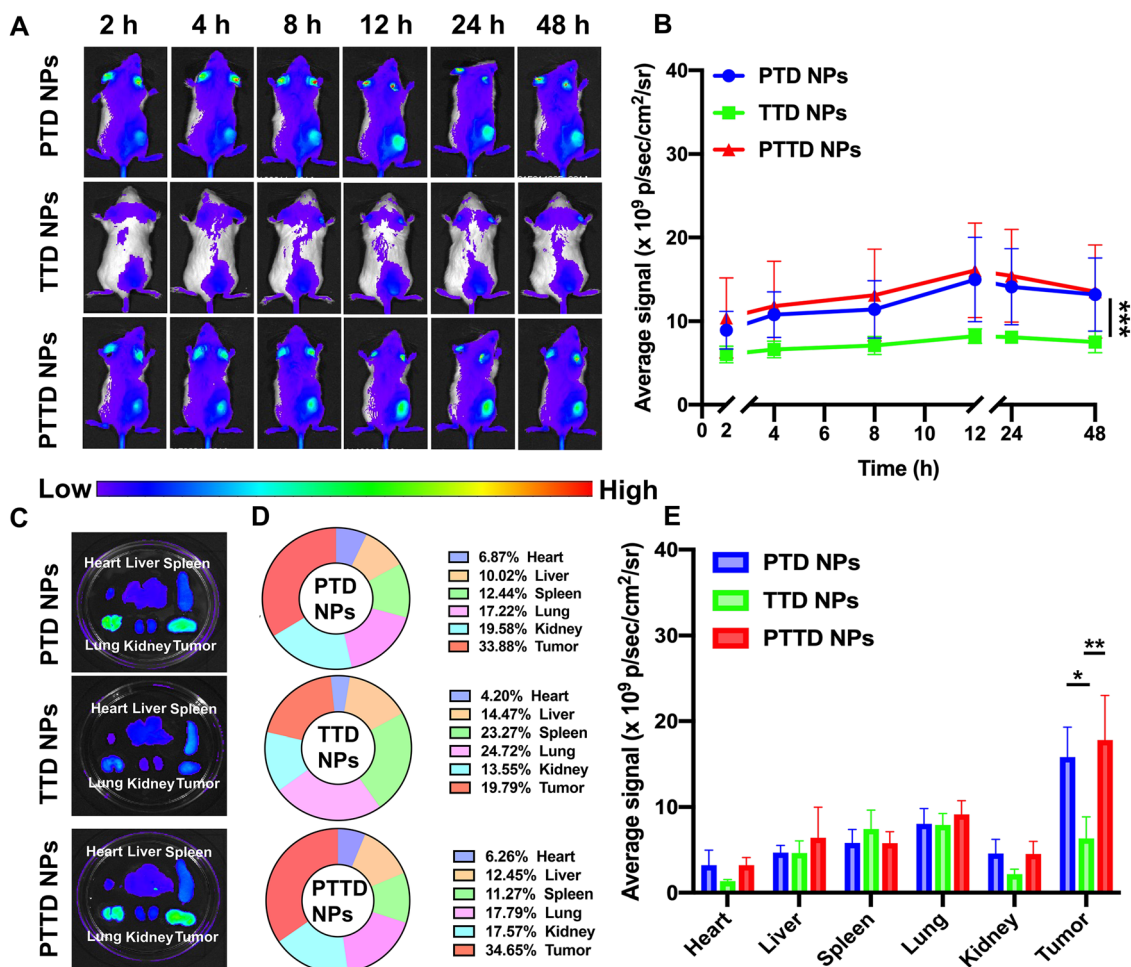 A
2 h 4 h 8 h 12 h 24 h 48 h
PTD NPs
TTD NPs
PTTD NPs
Low
High
B
PTD NPs
TTD NPs
PTTD NPs
Average signal (x 10⁹ p/sec/cm²/sr)
40
30
20
10
0
0 2 4 6 8 10 12 24 48
Time (h)
***
C
PTD NPs
Heart Liver Spleen
Lung Kidney Tumor
TTD NPs
Heart Liver Spleen
Lung Kidney Tumor
PTTD NPs
Heart Liver Spleen
Lung Kidney Tumor
D
PTD
NPs
6.87% Heart
10.02% Liver
12.44% Spleen
17.22% Lung
19.58% Kidney
33.88% Tumor
TTD
NPs
4.20% Heart
14.47% Liver
23.27% Spleen
24.72% Lung
13.55% Kidney
19.79% Tumor
PTTD
NPs
6.26% Heart
12.45% Liver
11.27% Spleen
17.79% Lung
17.57% Kidney
34.65% Tumor
E
PTD NPs
TTD NPs
PTTD NPs
Average signal (x 10⁹ p/sec/cm²/sr)
40
30
20
10
0
**
*
Heart Liver Spleen Lung Kidney Tumor